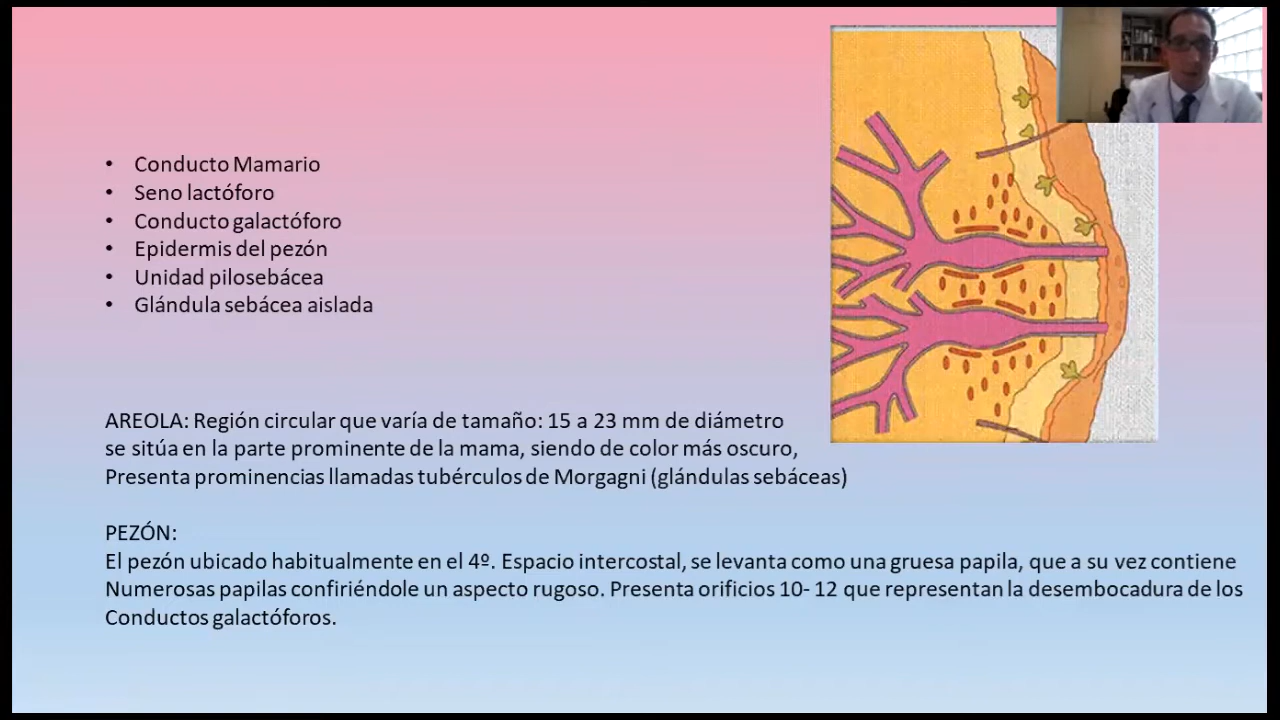 • Conducto Mamario
• Seno lactóforo
• Conducto galactóforo
• Epidermis del pezón
• Unidad pilosebácea
• Glándula sebácea aislada
AREOLA: Región circular que varía de tamaño: 15 a 23 mm de diámetro
se sitúa en la parte prominente de la mama, siendo de color más oscuro,
Presenta prominencias llamadas tubérculos de Morgagni (glándulas sebáceas)
PEZÓN:
El pezón ubicado habitualmente en el 4º. Espacio intercostal, se levanta como una gruesa papila, que a su vez contiene
Numerosas papilas confiriéndole un aspecto rugoso. Presenta orificios 10- 12 que representan la desembocadura de los
Conductos galactóforos.